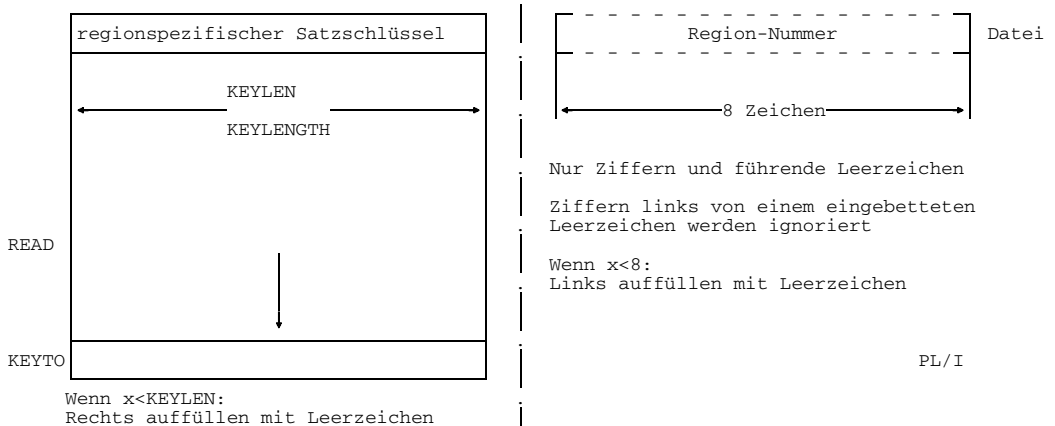 regionspezifischer Satzschlüssel
Region-Nummer
Datei
KEYLEN
KEYLENGTH
8 Zeichen
Nur Ziffern und führende Leerzeichen
Ziffern links von einem eingebetteten
Leerzeichen werden ignoriert
READ
Wenn x<8:
Links auffüllen mit Leerzeichen
KEYTO
PL/I
Wenn x<KEYLEN:
Rechts auffüllen mit Leerzeichen